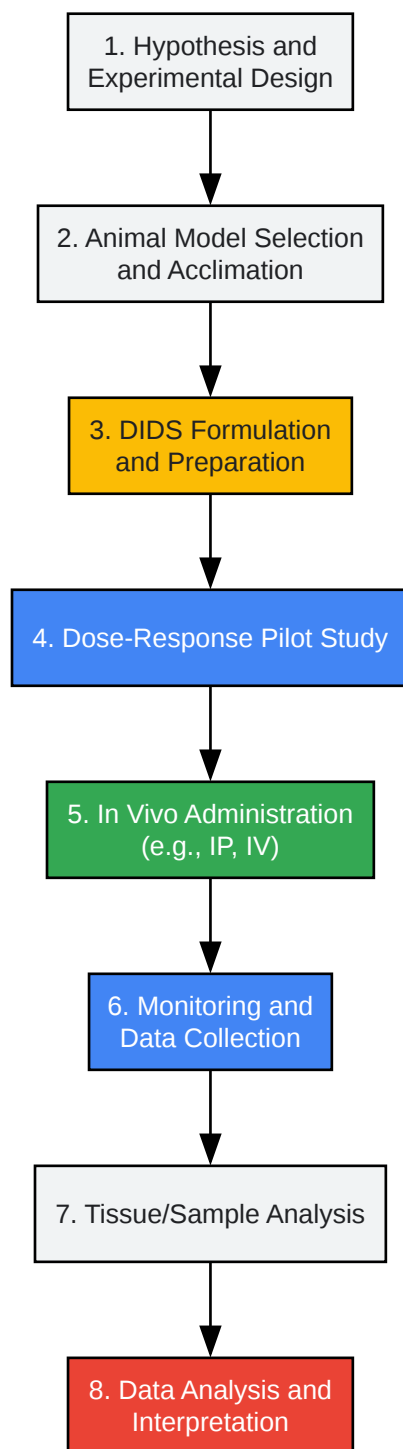 1. Hypothesis and
Experimental Design
2. Animal Model Selection
and Acclimation
3. DIDS Formulation
and Preparation
4. Dose-Response Pilot Study
5. In Vivo Administration
(e.g., IP, IV)
6. Monitoring and
Data Collection
7. Tissue/Sample Analysis
8. Data Analysis and
Interpretation